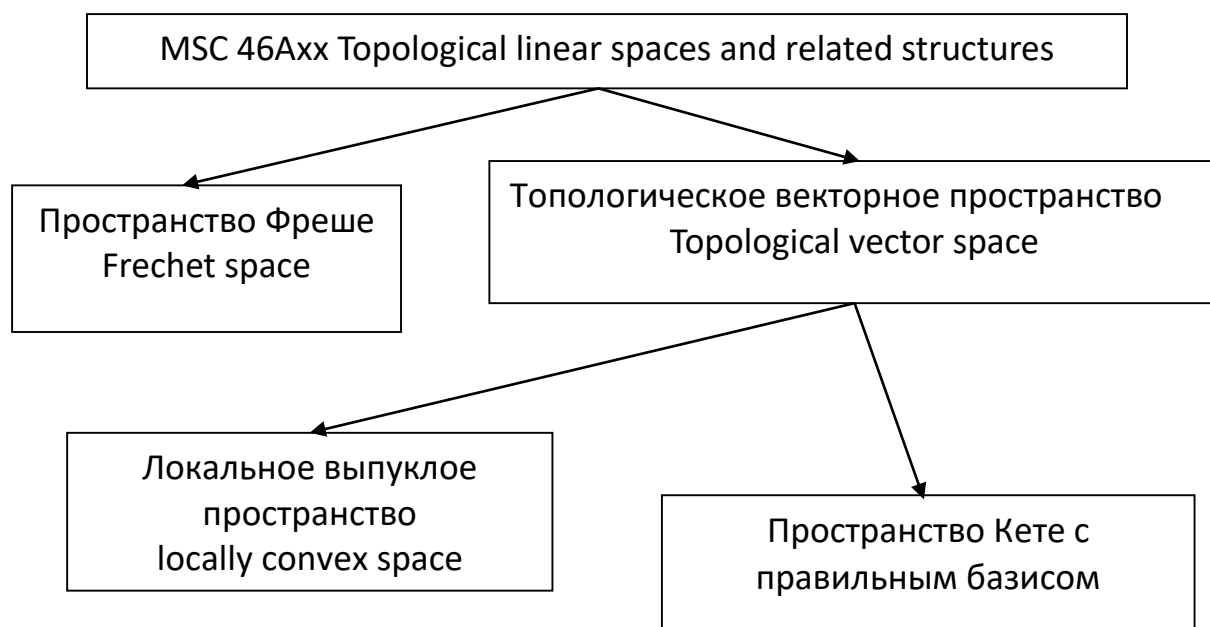 MSC 46Axx Topological linear spaces and related structures
Пространство Фреше
Frechet space
Топологическое векторное пространство
Topological vector space
Локальное выпуклое
пространство
locally convex space
Пространство Кете с
правильным базисом